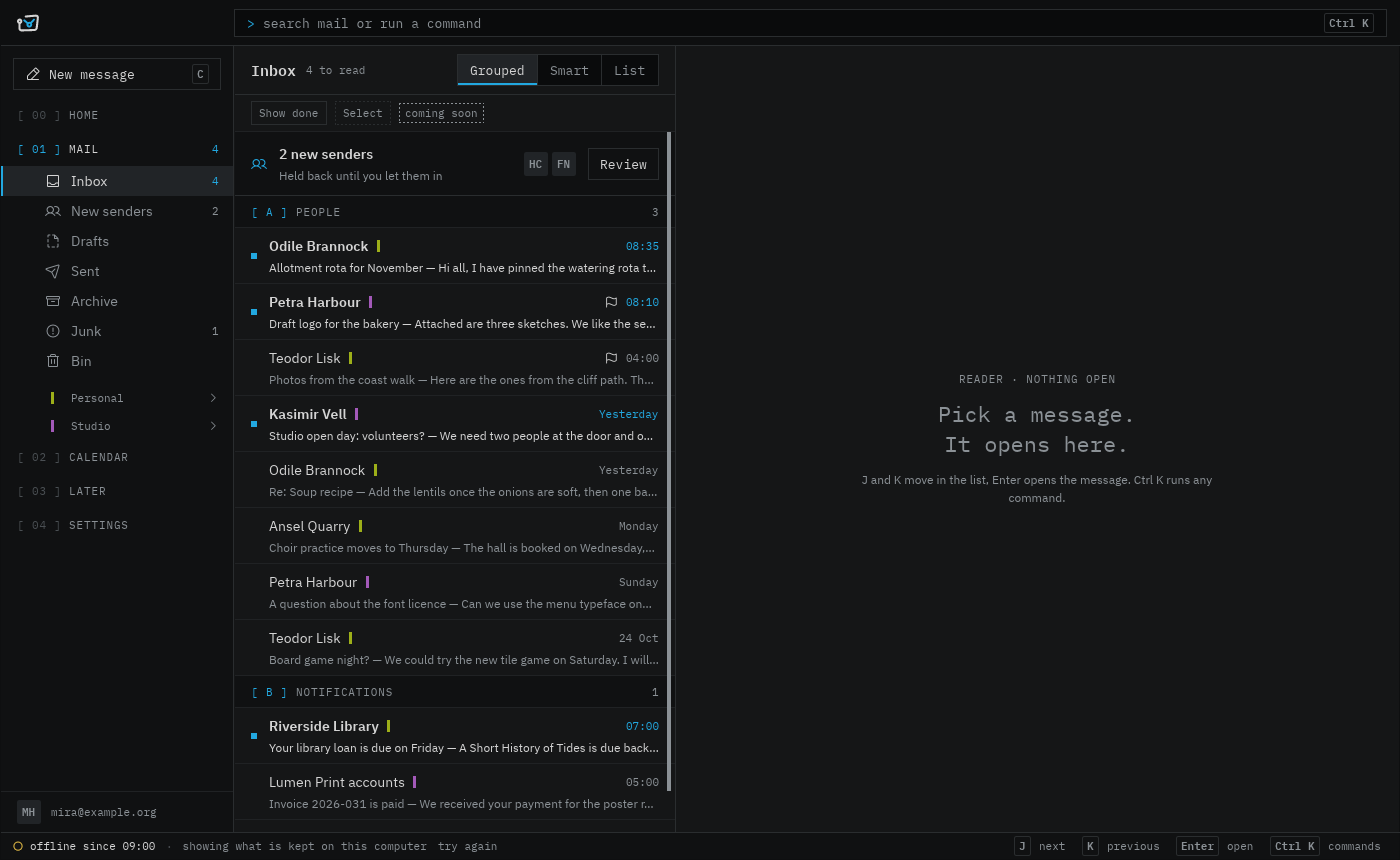 > search mail or run a command Ctrl K
New message C
[ 00 ] HOME
[ 01 ] MAIL 4
Inbox 4
New senders 2
Drafts
Sent
Archive
Junk 1
Bin
Personal
Studio
[ 02 ] CALENDAR
[ 03 ] LATER
[ 04 ] SETTINGS
MH mira@example.org
Inbox 4 to read Grouped Smart List
Show done Select coming soon
2 new senders
Held back until you let them in
HC FN Review
[ A ] PEOPLE 3
Odile Brannock 08:35
Allotment rota for November — Hi all, I have pinned the watering rota t…
Petra Harbour 08:10
Draft logo for the bakery — Attached are three sketches. We like the se…
Teodor Lisk 04:00
Photos from the coast walk — Here are the ones from the cliff path. Th…
Kasimir Vell Yesterday
Studio open day: volunteers? — We need two people at the door and o…
Odile Brannock Yesterday
Re: Soup recipe — Add the lentils once the onions are soft, then one ba…
Ansel Quarry Monday
Choir practice moves to Thursday — The hall is booked on Wednesday,…
Petra Harbour Sunday
A question about the font licence — Can we use the menu typeface on…
Teodor Lisk 24 Oct
Board game night? — We could try the new tile game on Saturday. I will…
[ B ] NOTIFICATIONS 1
Riverside Library 07:00
Your library loan is due on Friday — A Short History of Tides is due back…
Lumen Print accounts 05:00
Invoice 2026-031 is paid — We received your payment for the poster r…
READER · NOTHING OPEN
Pick a message.
It opens here.
J and K move in the list, Enter opens the message. Ctrl K runs any
command.
offline since 09:00 · showing what is kept on this computer try again
J next K previous Enter open Ctrl K commands